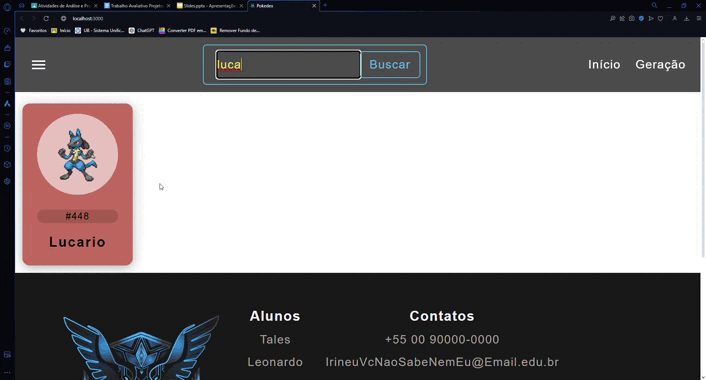 Atividades de Análise e Pr
Trabalho Avaliativo Projet
Slides.pptx - Apresentaçõ
Pokedex
localhost:3000
Favoritos
Início
UB - Sistema Unific...
ChatGPT
Converter PDF em...
Remover Fundo de...
luca
Buscar
Início
Geração
#448
Lucario
Alunos
Contatos
Tales
+55 00 90000-0000
Leonardo
IrineuVcNaoSabeNemEu@Email.edu.br